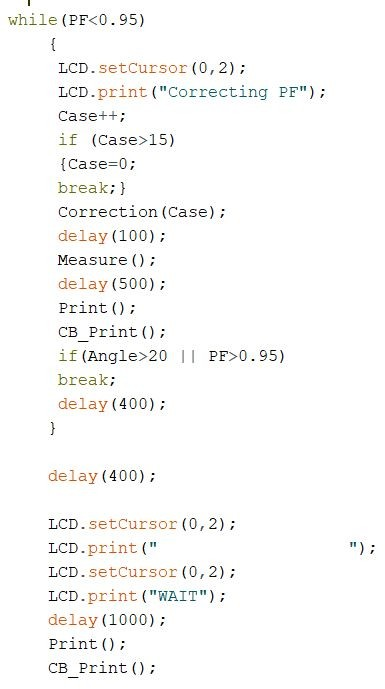 while(PF<0.95)
{
LCD.setCursor(0,2);
LCD.print("Correcting PF");
Case++;
if (Case>15)
{Case=0;
break;}
Correction(Case);
delay(100);
Measure();
delay(500);
Print();
CB_Print();
if(Angle>20 || PF>0.95)
break;
delay(400);
}
delay(400);
LCD.setCursor(0,2);
LCD.print("                    ");
LCD.setCursor(0,2);
LCD.print("WAIT");
delay(1000);
Print();
CB_Print();